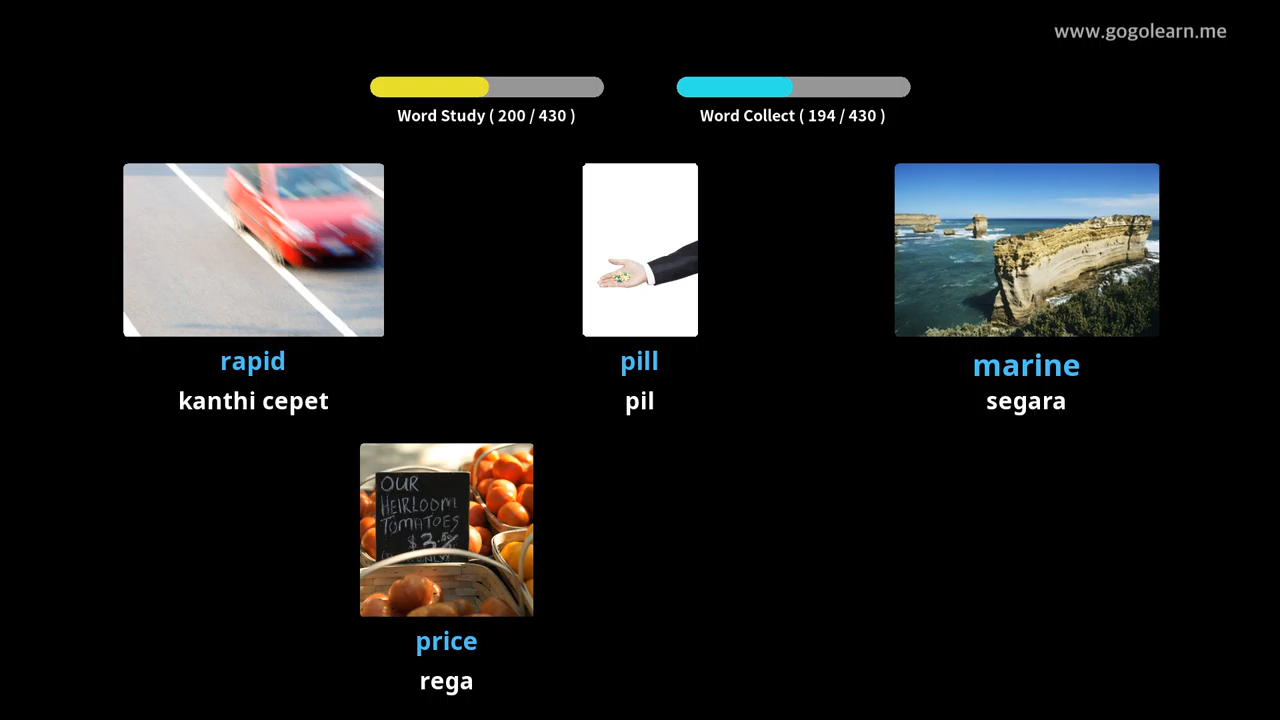 www.gogolearn.me
Word Study ( 200 / 430 )
Word Collect ( 194 / 430 )
rapid
kanthi cepet
pill
pil
marine
segara
OUR
HEIRLOOM
TOMATOES
price
rega